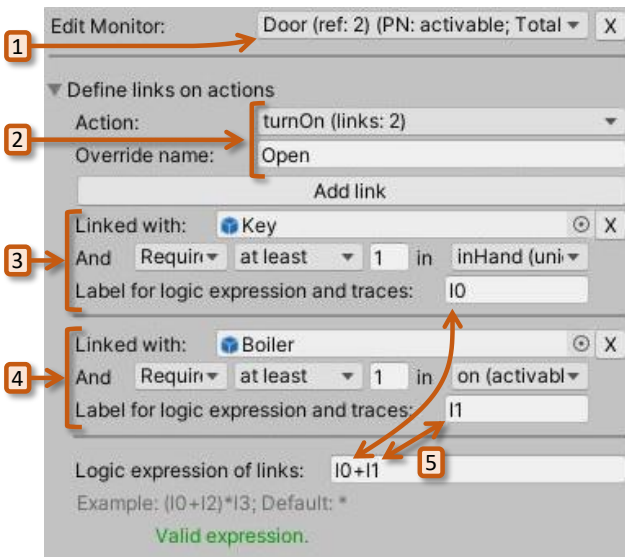 Edit Monitor: Door (ref: 2) (PN: activable; Total X
1
Define links on actions
Action: turnOn (links: 2)
2
Override name: Open
Add link
Linked with: Key X
3
And Require at least 1 in inHand (uni
Label for logic expression and traces: l0
Linked with: Boiler X
4
And Require at least 1 in on (activabl
Label for logic expression and traces: l1
5
Logic expression of links: l0+l1
Example: (l0+l2)*l3; Default: *
Valid expression.